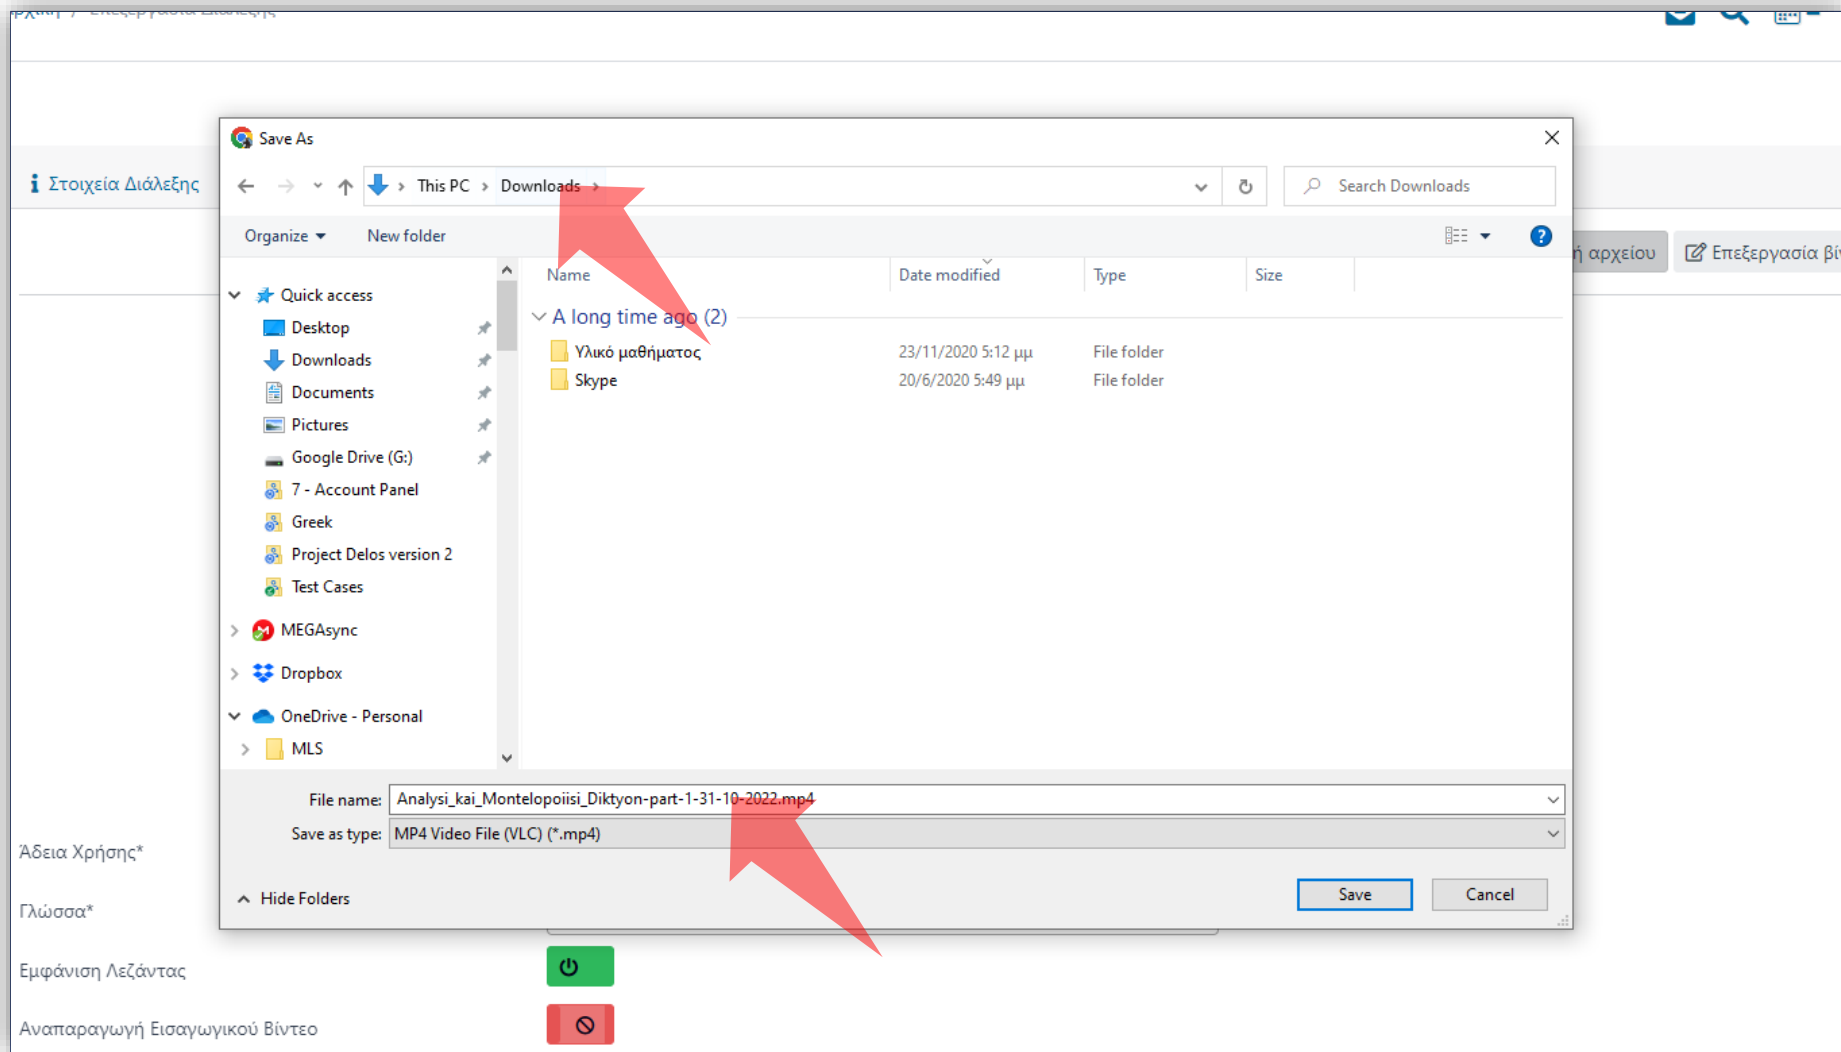 Επεξεργασία Διάλεξης
Save As
Στοιχεία Διάλεξης
This PC > Downloads >
Search Downloads
Organize
New folder
αρχείου
Επεξεργασία
Name
Date modified
Type
Size
Quick access
Desktop
Downloads
Documents
Pictures
Google Drive (G:)
7 - Account Panel
Greek
Project Delos version 2
Test Cases
MEGAsync
Dropbox
OneDrive - Personal
MLS
A long time ago (2)
Υλικό μαθήματος 23/11/2020 5:12 μμ File folder
Skype 20/6/2020 5:49 μμ File folder
File name: Analysi_kai_Montelopoiisi_Diktyon-part-1-31-10-2022.mp4
Save as type: MP4 Video File (VLC) (*.mp4)
Hide Folders
Save
Cancel
Άδεια Χρήσης*
Γλώσσα*
Εμφάνιση Λεζάντας
Αναπαραγωγή Εισαγωγικού Βίντεο